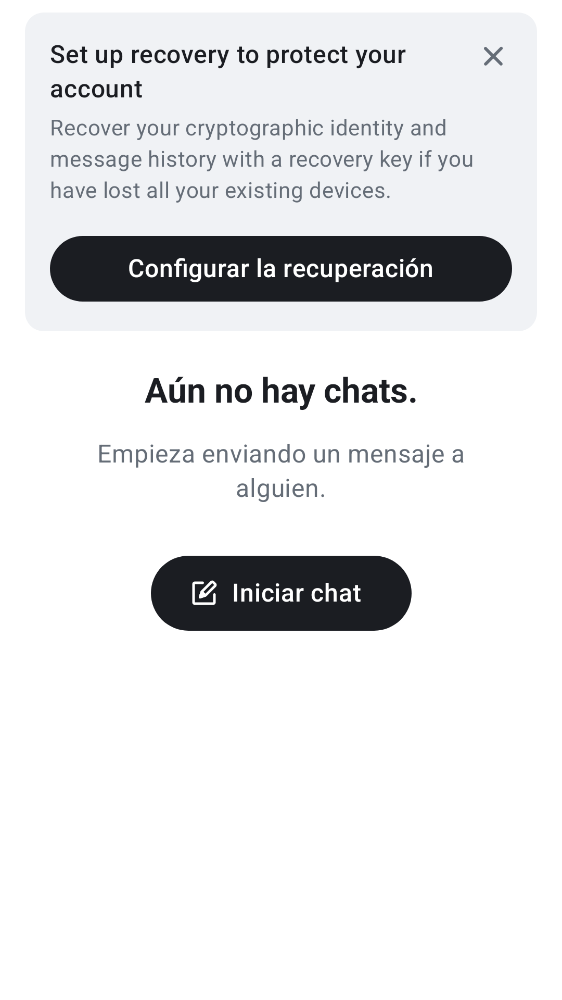 Set up recovery to protect your
account
Recover your cryptographic identity and
message history with a recovery key if you
have lost all your existing devices.
Configurar la recuperación
Aún no hay chats.
Empieza enviando un mensaje a
alguien.
Iniciar chat